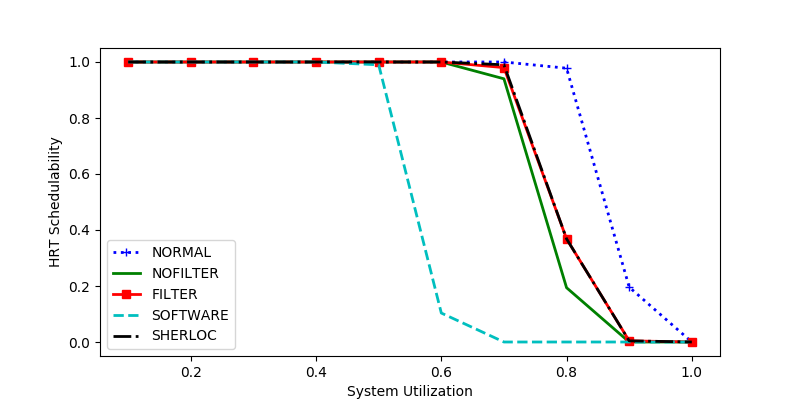 1.0
0.8
0.6
0.4
0.2
0.0
HRT Schedulability
NORMAL
NOFILTER
FILTER
SOFTWARE
SHERLOC
0.2 0.4 0.6 0.8 1.0
System Utilization